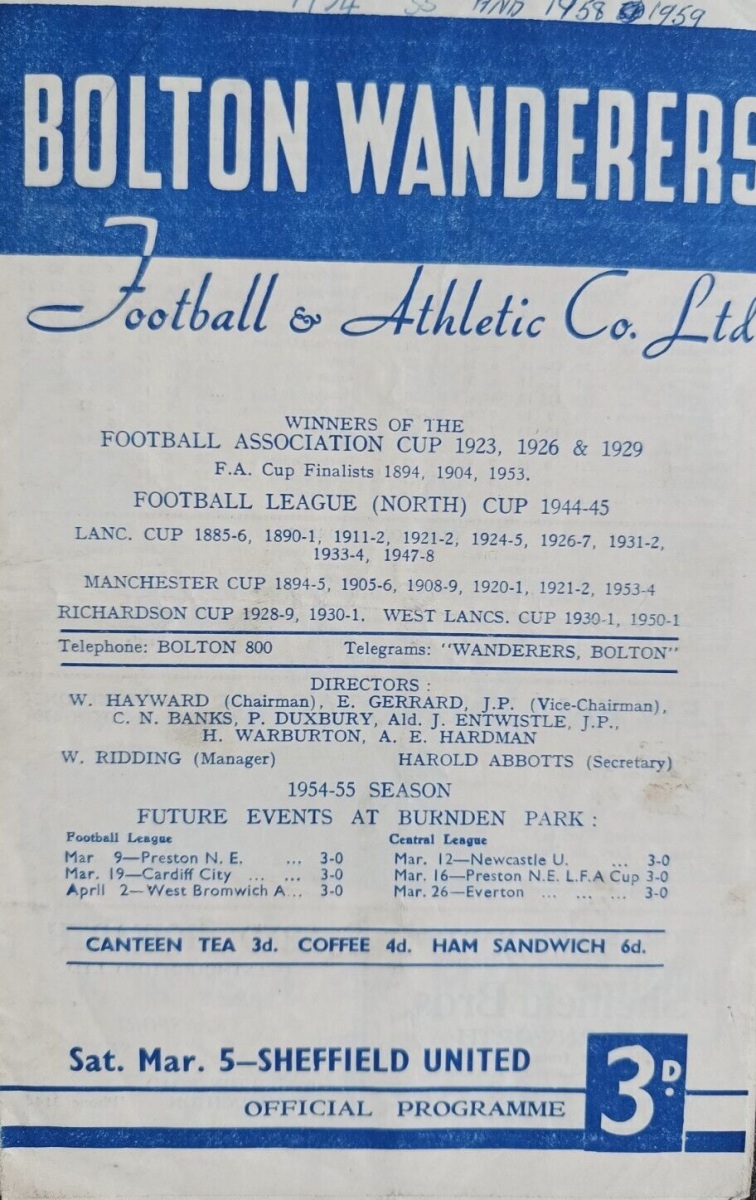 AND 1958 1959
BOLTON WANDERERS
Football & Athletic Co. Ltd
WINNERS OF THE
FOOTBALL ASSOCIATION CUP 1923, 1926 & 1929
F.A. Cup Finalists 1894, 1904, 1953.
FOOTBALL LEAGUE (NORTH) CUP 1944-45
LANC. CUP 1885-6, 1890-1, 1911-2, 1921-2, 1924-5, 1926-7, 1931-2,
1933-4, 1947-8
MANCHESTER CUP 1894-5, 1905-6, 1908-9, 1920-1, 1921-2, 1953-4
RICHARDSON CUP 1928-9, 1930-1. WEST LANCS. CUP 1930-1, 1950-1
Telephone: BOLTON 800 Telegrams: "WANDERERS, BOLTON"
DIRECTORS :
W. HAYWARD (Chairman), E. GERRARD, J.P. (Vice-Chairman),
C. N. BANKS, P. DUXBURY, Ald. J. ENTWISTLE, J.P.,
H. WARBURTON, A. E. HARDMAN
W. RIDDING (Manager) HAROLD ABBOTTS (Secretary)
1954-55 SEASON
FUTURE EVENTS AT BURNDEN PARK :
Football League Central League
Mar 9—Preston N. E. ... 3-0 Mar. 12—Newcastle U. ... 3-0
Mar. 19—Cardiff City ... ... 3-0 Mar. 16—Preston N.E. L.F.A Cup 3-0
April 2—West Bromwich A... 3-0 Mar. 26—Everton ... ... ... 3-0
CANTEEN TEA 3d. COFFEE 4d. HAM SANDWICH 6d.
Sat. Mar. 5—SHEFFIELD UNITED
OFFICIAL PROGRAMME
3D.